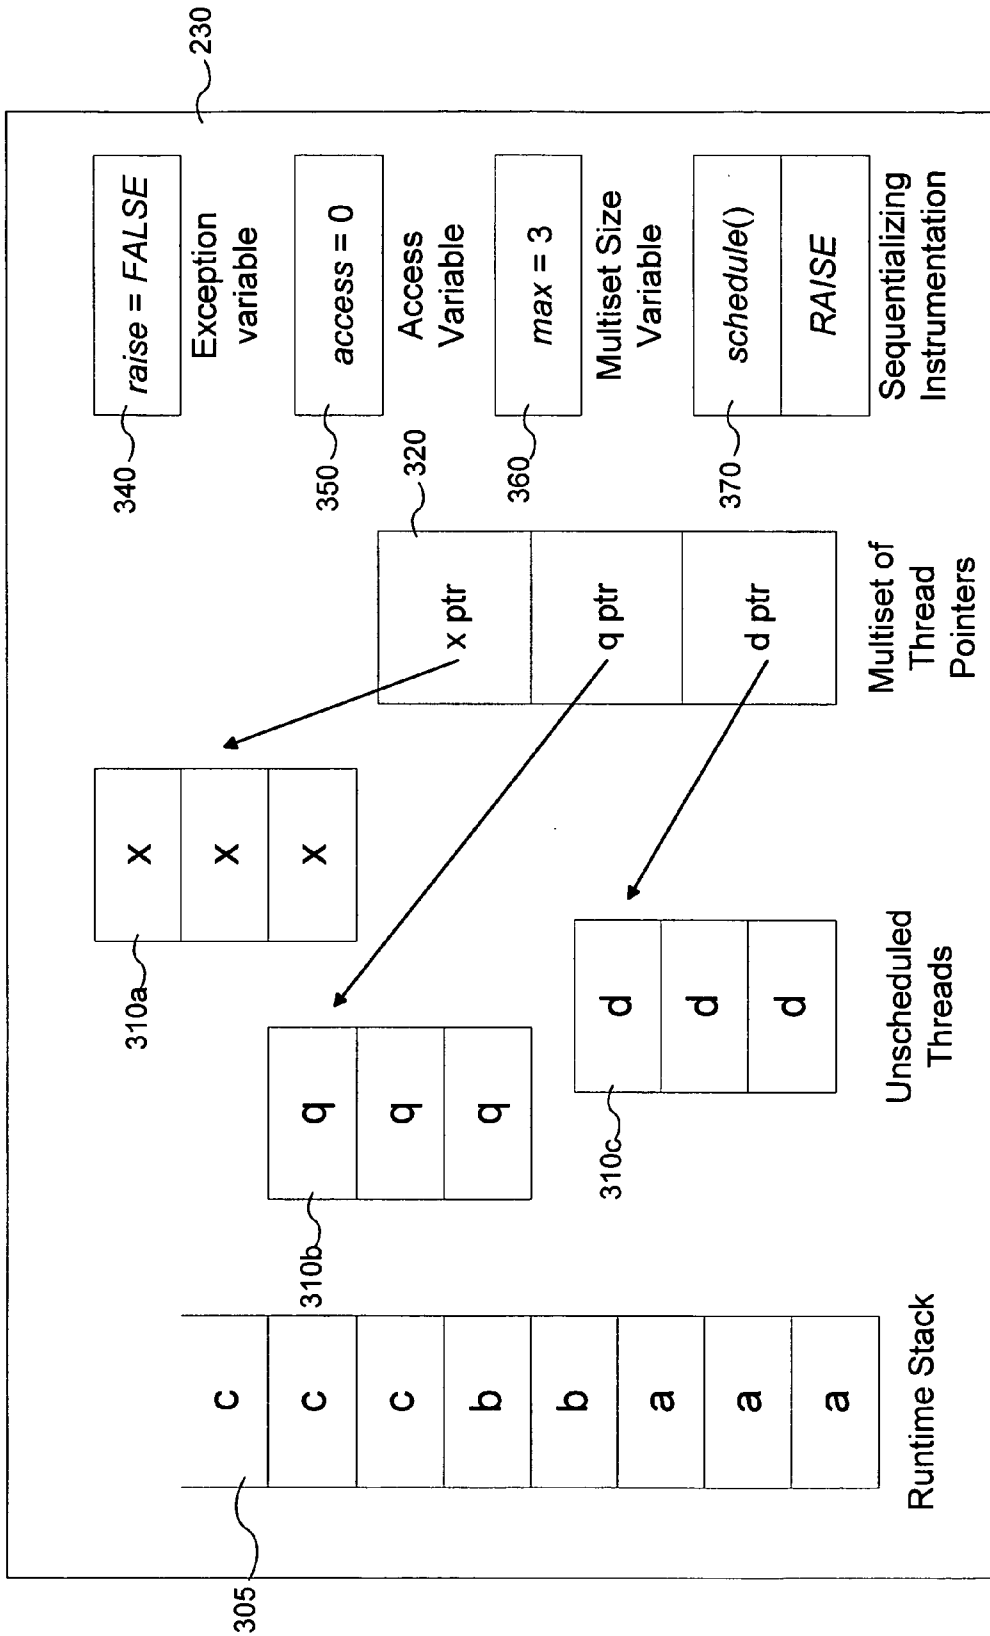 230
340
raise = FALSE
Exception
variable
350
access = 0
Access
Variable
360
max = 3
Multiset Size
Variable
370
schedule()
RAISE
Sequentializing
Instrumentation
320
x ptr
q ptr
d ptr
Multiset of
Thread
Pointers
310a
x
x
x
310b
q
q
q
310c
d
d
d
Unscheduled
Threads
305
c
c
c
b
b
a
a
a
Runtime Stack